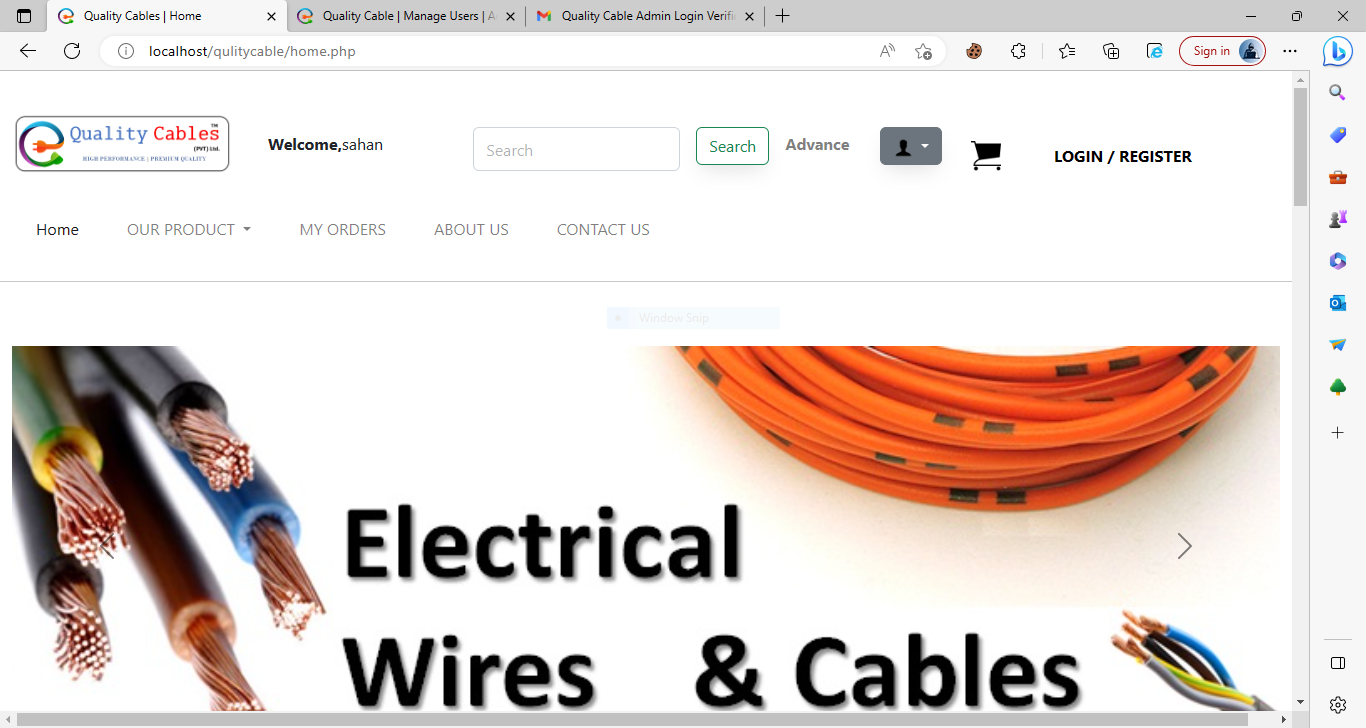 Quality Cables | Home
Quality Cable | Manage Users | A
Quality Cable Admin Login Verifi
localhost/qulitycable/home.php
Sign in
Quality Cables
TM
(PVT) Ltd.
HIGH PERFORMANCE | PREMIUM QUALITY
Welcome,sahan
Search
Search
Advance
LOGIN / REGISTER
Home
OUR PRODUCT
MY ORDERS
ABOUT US
CONTACT US
Window Snip
Electrical
Wires & Cables